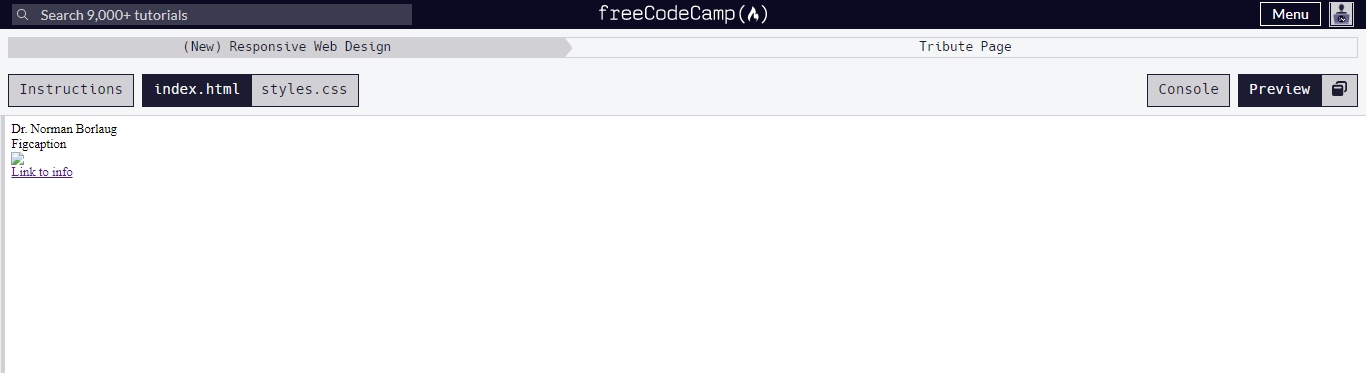 Search 9,000+ tutorials
freeCodeCamp
Menu
(New) Responsive Web Design
Tribute Page
Instructions
index.html
styles.css
Console
Preview
Dr. Norman Borlaug
Figcaption
Link to info